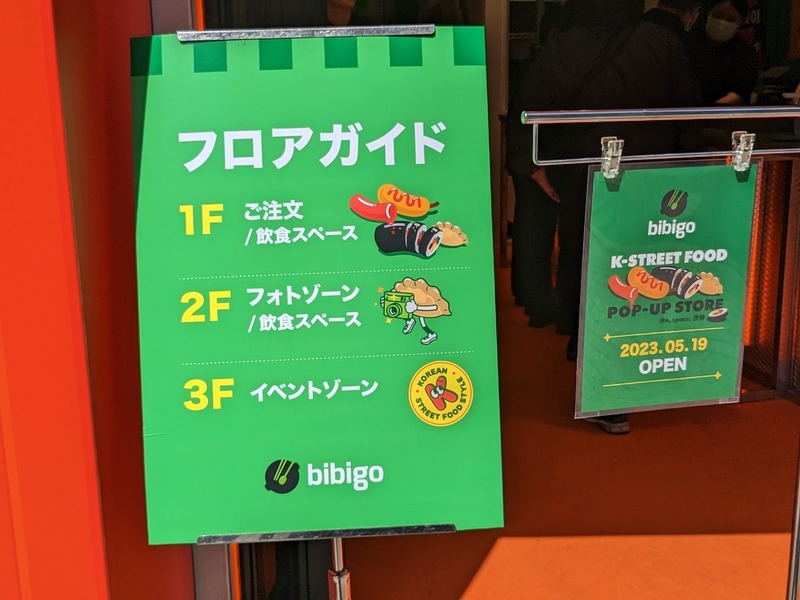 フロアガイド
1F ご注文
/飲食スペース
2F フォトゾーン
/飲食スペース
3F イベントゾーン
KOREAN
STREET FOOD STYLE
bibigo
bibigo
K-STREET FOOD
POP-UP STORE
2023.05.19
OPEN